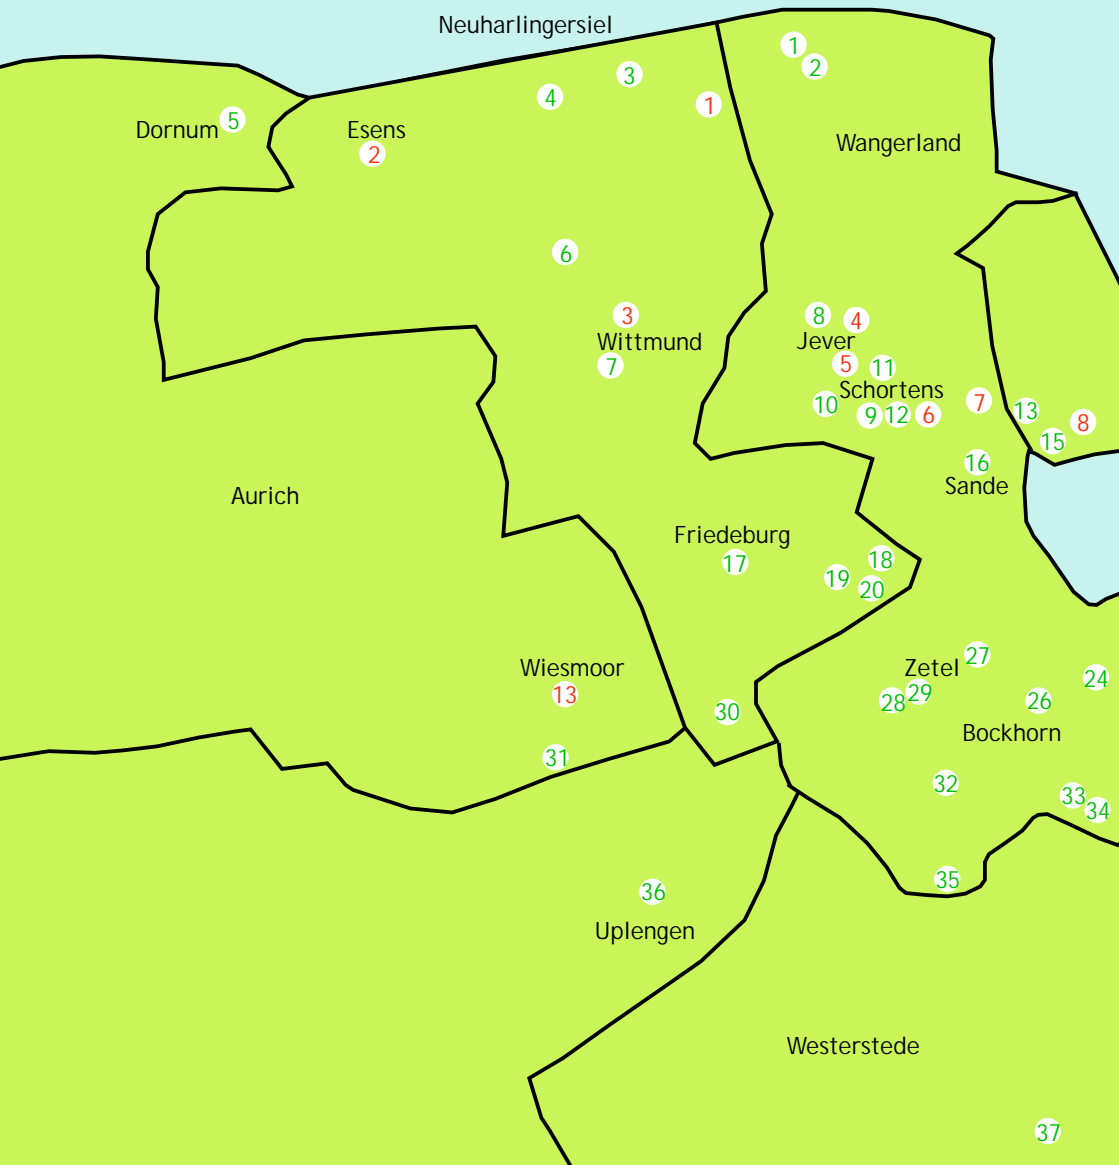 Neuharlingersiel
1
2
3
4
1
Dornum 5
Esens
2
Wangerland
6
3
8
4
Wittmund
Jever
7
5
11
Schortens
10
9
12
6
7
13
8
15
16
Sande
Aurich
Friedeburg
17
18
19
20
Wiesmoor
13
Zetel
27
24
28
29
26
30
Bockhorn
31
32
33
34
35
36
Uplengen
Westerstede
37